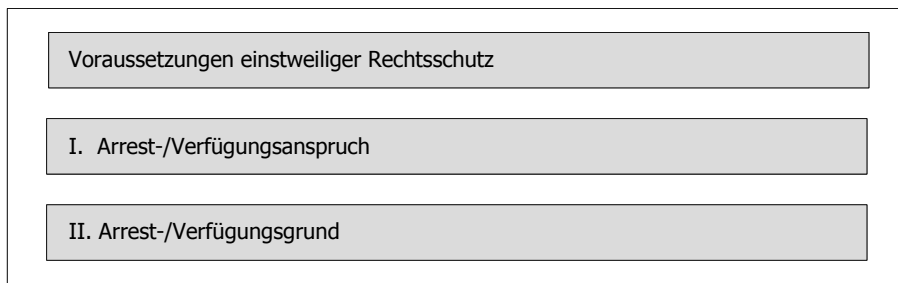 Voraussetzungen einstweiliger Rechtsschutz
I. Arrest-/Verfügungsanspruch
II. Arrest-/Verfügungsgrund